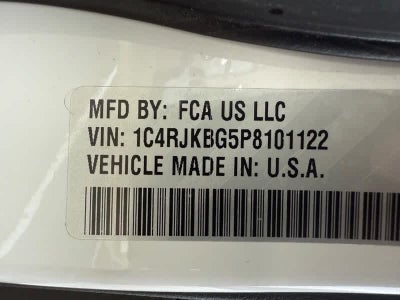 MFD BY: FCA US LLC
VIN: 1C4RJKBG5P8101122
VEHICLE MADE IN: U.S.A.